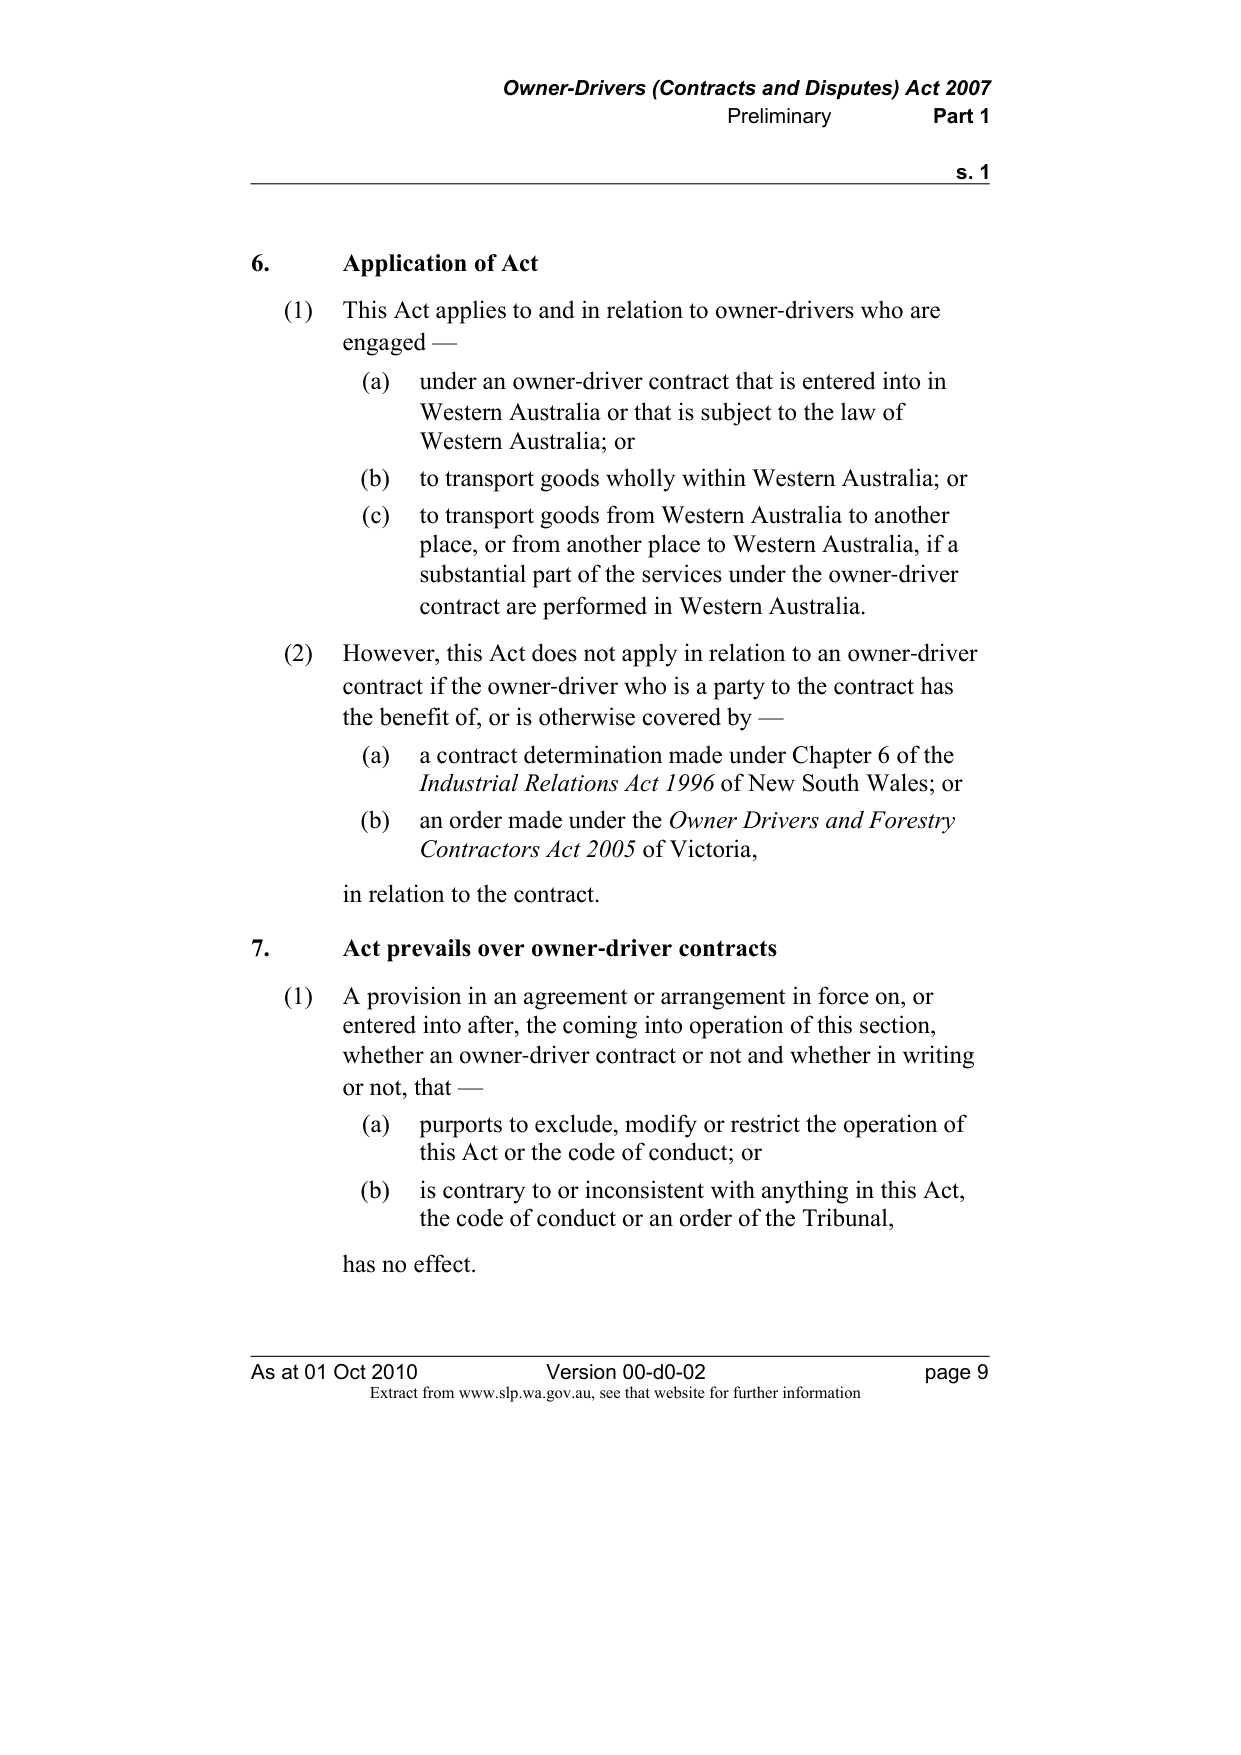 Owner-Drivers (Contracts and Disputes) Act 2007
Preliminary Part 1
s. 1
6. Application of Act
(1) This Act applies to and in relation to owner-drivers who are
engaged —
(a) under an owner-driver contract that is entered into in
Western Australia or that is subject to the law of
Western Australia; or
(b) to transport goods wholly within Western Australia; or
(c) to transport goods from Western Australia to another
place, or from another place to Western Australia, if a
substantial part of the services under the owner-driver
contract are performed in Western Australia.
(2) However, this Act does not apply in relation to an owner-driver
contract if the owner-driver who is a party to the contract has
the benefit of, or is otherwise covered by —
(a) a contract determination made under Chapter 6 of the
Industrial Relations Act 1996 of New South Wales; or
(b) an order made under the Owner Drivers and Forestry
Contractors Act 2005 of Victoria,
in relation to the contract.
7. Act prevails over owner-driver contracts
(1) A provision in an agreement or arrangement in force on, or
entered into after, the coming into operation of this section,
whether an owner-driver contract or not and whether in writing
or not, that —
(a) purports to exclude, modify or restrict the operation of
this Act or the code of conduct; or
(b) is contrary to or inconsistent with anything in this Act,
the code of conduct or an order of the Tribunal,
has no effect.
As at 01 Oct 2010 Version 00-d0-02 page 9
Extract from www.slp.wa.gov.au, see that website for further information